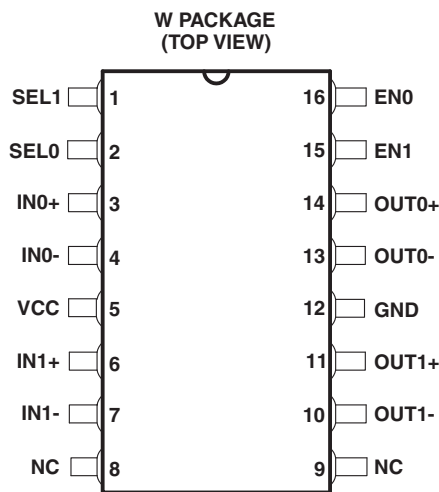 W PACKAGE
(TOP VIEW)
SEL1 1 16 EN0
SEL0 2 15 EN1
IN0+ 3 14 OUT0+
IN0- 4 13 OUT0-
VCC 5 12 GND
IN1+ 6 11 OUT1+
IN1- 7 10 OUT1-
NC 8 9 NC